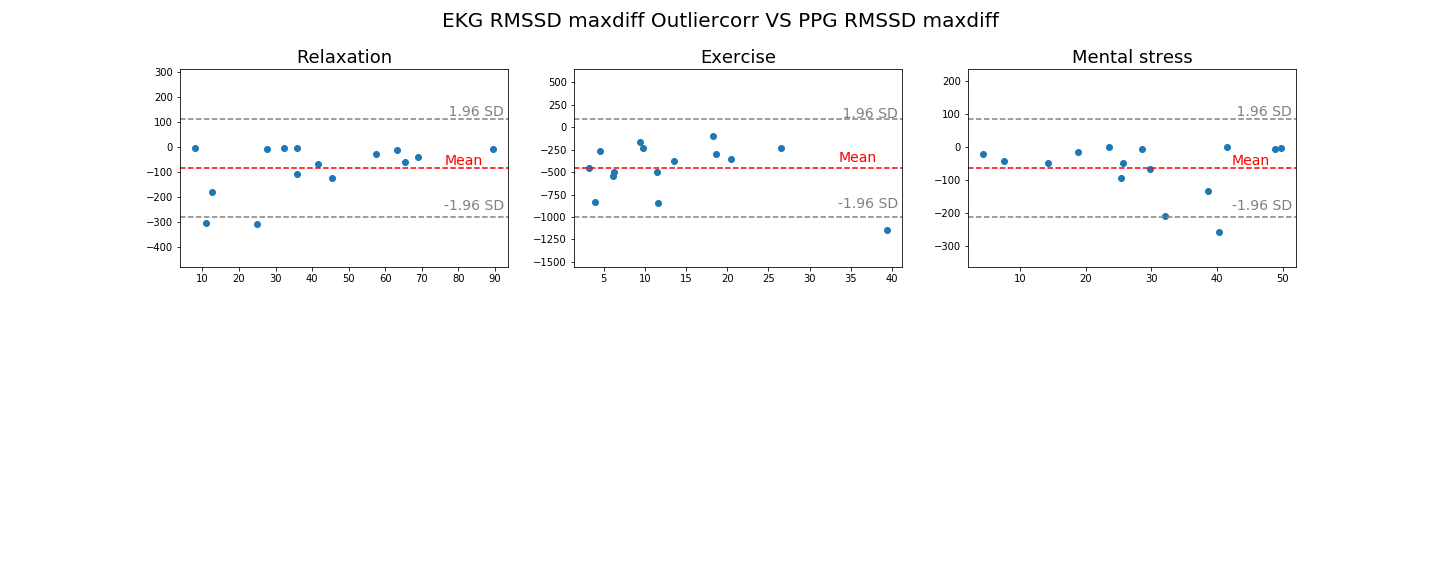 EKG RMSSD maxdiff Outliercorr VS PPG RMSSD maxdiff
Relaxation
300
200
100
0
−100
−200
−300
−400
1.96 SD
Mean
-1.96 SD
10 20 30 40 50 60 70 80 90
Exercise
500
250
0
−250
−500
−750
−1000
−1250
−1500
1.96 SD
Mean
-1.96 SD
5 10 15 20 25 30 35 40
Mental stress
200
100
0
−100
−200
−300
1.96 SD
Mean
-1.96 SD
10 20 30 40 50